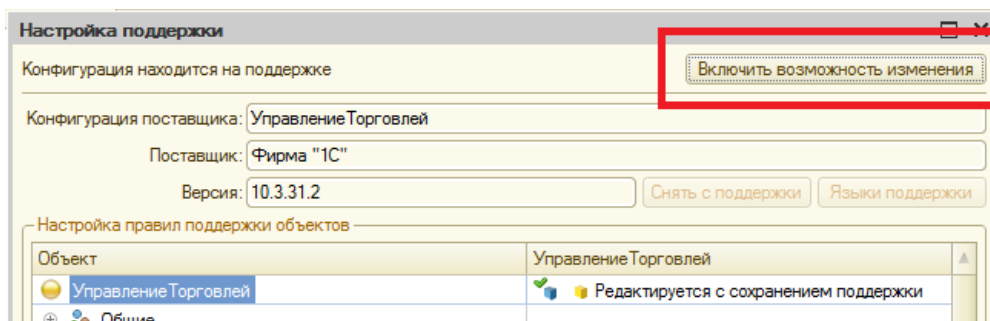 Настройка поддержки
Конфигурация находится на поддержке
Включить возможность изменения
Конфигурация поставщика: УправлениеТорговлей
Поставщик: Фирма "1С"
Версия: 10.3.31.2 Снять с поддержки Языки поддержки
Настройка правил поддержки объектов
Объект УправлениеТорговлей
УправлениеТорговлей Редактируется с сохранением поддержки
Общие